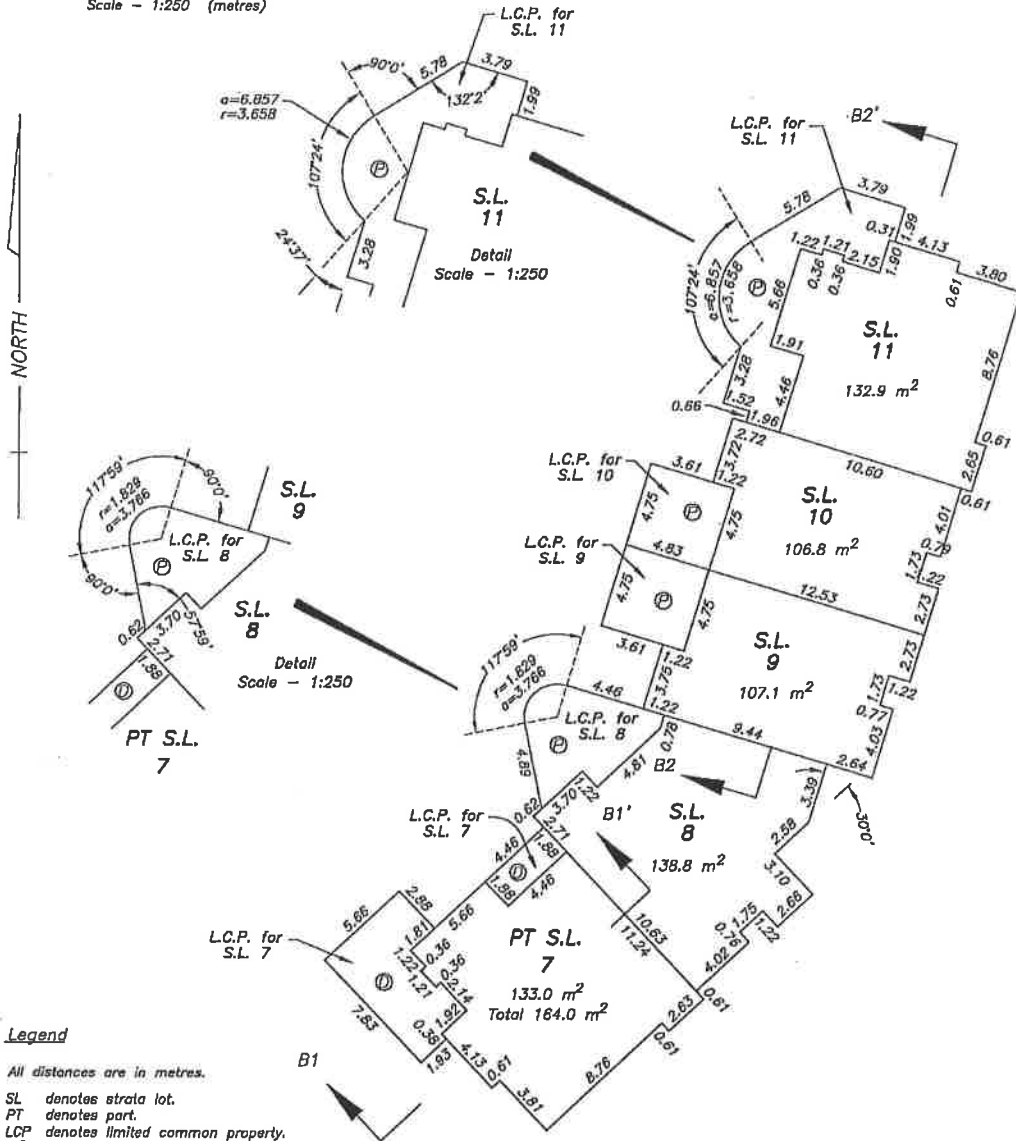 Scale - 1:250 (metres)
L.C.P. for
S.L. 11
90°0'
5.78
3.79
132°2'
1.99
a=6.857
r=3.658
107°24'
P
24°37'
3.28
S.L.
11
Detail
Scale - 1:250
NORTH
B2'
L.C.P. for
S.L. 11
3.79
5.78
1.99
0.31
4.13
1.22
1.21
2.15
1.90
0.36
0.36
0.61
3.80
107°24'
a=6.857
r=3.658
P
5.66
S.L.
11
132.9 m²
8.76
1.91
3.28
4.46
1.52
0.66
1.96
0.61
2.65
2.72
3.72
10.60
0.61
L.C.P. for
S.L. 10
3.61
1.22
4.75
P
4.75
S.L.
10
106.8 m²
4.01
0.79
1.73
1.22
2.73
L.C.P. for
S.L. 9
4.83
12.53
4.75
P
4.75
S.L.
9
107.1 m²
2.73
1.73
1.22
0.77
4.03
3.61
1.22
3.75
1.22
9.44
2.64
117°59'
r=1.829
a=3.766
90°0'
S.L.
9
L.C.P. for
S.L. 8
P
90°0'
57°59'
0.62
3.70
2.71
1.88
S.L.
8
D
PT S.L.
7
Detail
Scale - 1:250
117°59'
r=1.829
a=3.766
4.46
L.C.P. for
S.L. 8
P
0.78
4.89
4.81
B2
3.39
30°0'
1.22
3.70
0.62
2.71
B1'
S.L.
8
138.8 m²
2.58
3.10
2.66
1.22
1.75
0.76
4.02
0.61
L.C.P. for
S.L. 7
4.46
1.88
D
1.88
4.46
10.63
11.24
5.66
2.88
5.66
1.81
L.C.P. for
S.L. 7
D
1.22
0.36
0.36
1.21
2.14
1.92
PT S.L.
7
133.0 m²
Total 164.0 m²
2.63
0.61
7.83
0.38
1.93
4.13
0.61
8.76
3.81
B1
Legend
All distances are in metres.
SL denotes strata lot.
PT denotes part.
LCP denotes limited common property.